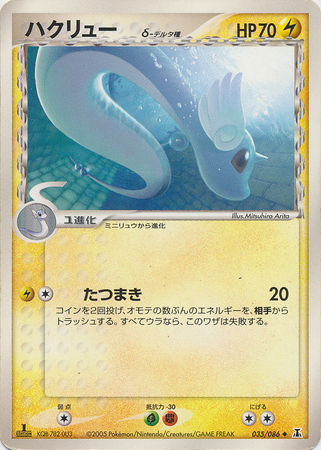 ハクリュー δ-デルタ種 HP70
Illus.Mitsuhiro Arita
δ
1進化 ミニリュウから進化
たつまき 20
コインを2回投げ、オモテの数ぶんのエネルギーを、相手から
トラッシュする。すべてウラなら、このワザは失敗する。
弱点 抵抗力 -30 にげる
1 EDITION KQB-782-003 ©2005 Pokémon/Nintendo/Creatures/GAME FREAK 035/086 ◆